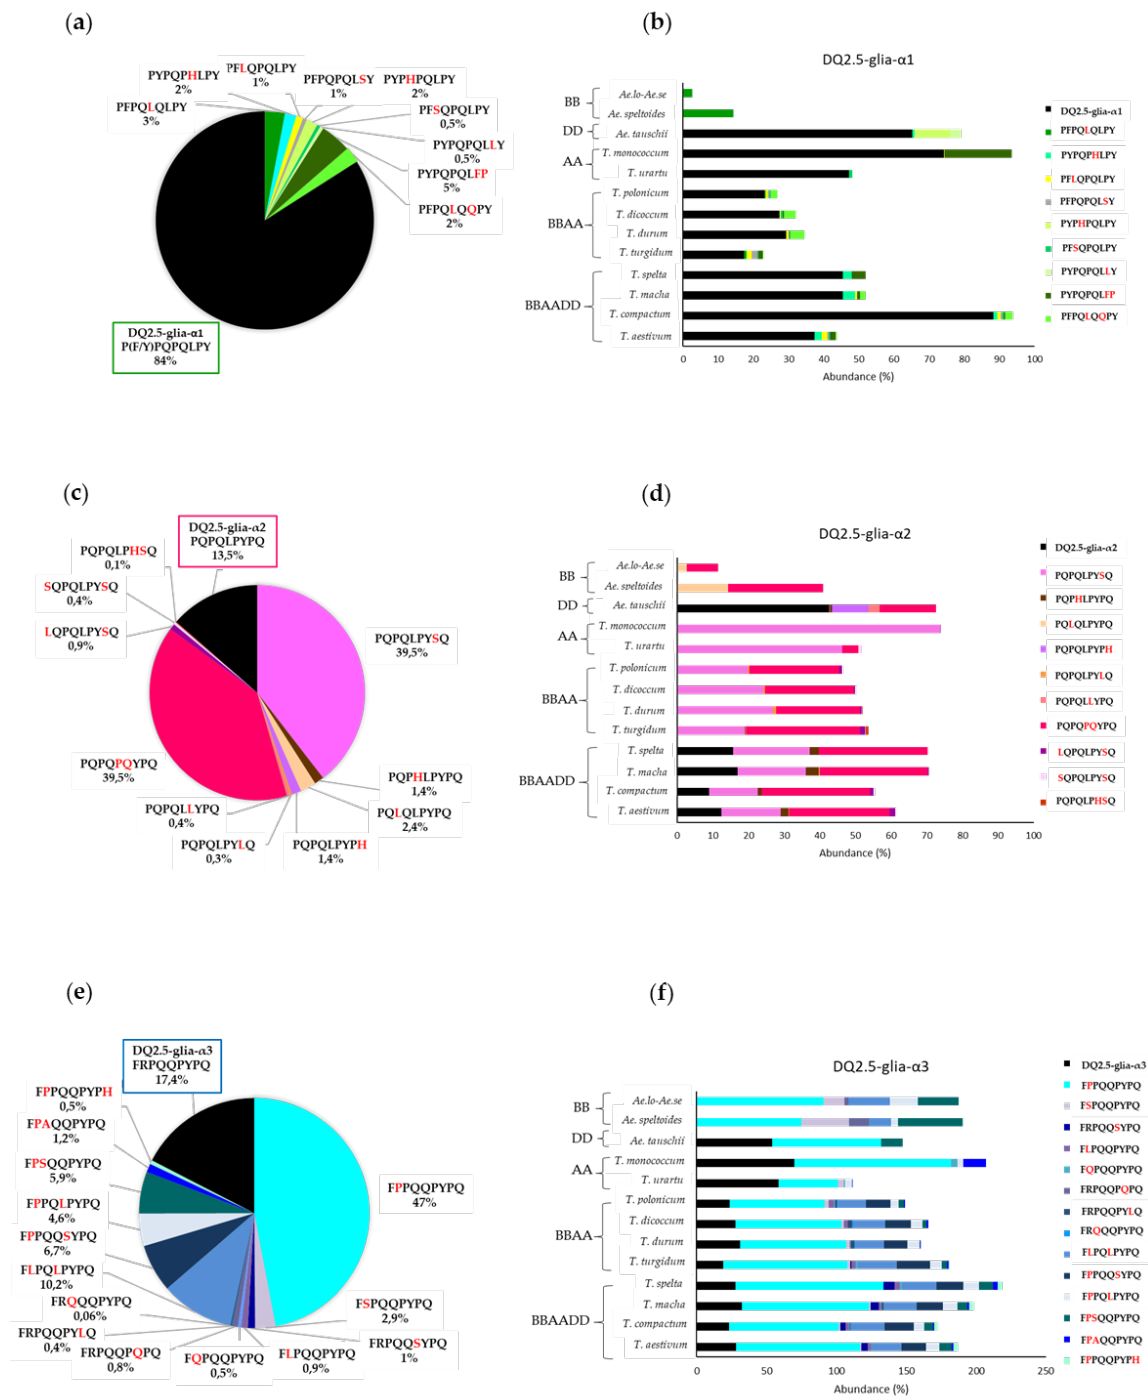 (a)
PFLQPQLPY
1%
PYPQPHLPY
2%
PFPQPQLSY
1%
PYPHPQLPY
2%
PFPQLQLPY
3%
PFSQPQLPY
0,5%
PYPQPQLLY
0,5%
PYPQPQLFP
5%
PFPQLQQPY
2%
DQ2.5-glia-α1
P(F/Y)PQPQLPY
84%
(b)
DQ2.5-glia-α1
BB
Ae.lo-Ae.se
Ae. speltoides
DD
Ae. tauschii
AA
T. monococcum
T. urartu
BBAA
T. polonicum
T. dicoccum
T. durum
T. turgidum
BBAADD
T. spelta
T. macha
T. compactum
T. aestivum
0 10 20 30 40 50 60 70 80 90 100
Abundance (%)
DQ2.5-glia-α1
PFPQLQLPY
PYPQPHLPY
PFLQPQLPY
PFPQPQLSY
PYPHPQLPY
PFSQPQLPY
PYPQPQLLY
PYPQPQLFP
PFPQLQQPY
(c)
DQ2.5-glia-α2
PQPQLPYPQ
13,5%
PQPQLPHSQ
0,1%
SQPQLPYSQ
0,4%
LQPQLPYSQ
0,9%
PQPQLPYSQ
39,5%
PQPQPQYPQ
39,5%
PQPHLPYPQ
1,4%
PQLQLPYPQ
2,4%
PQPQLLYPQ
0,4%
PQPQLPYLQ
0,3%
PQPQLPYPH
1,4%
(d)
DQ2.5-glia-α2
BB
Ae.lo-Ae.se
Ae. speltoides
DD
Ae. tauschii
AA
T. monococcum
T. urartu
BBAA
T. polonicum
T. dicoccum
T. durum
T. turgidum
BBAADD
T. spelta
T. macha
T. compactum
T. aestivum
0 10 20 30 40 50 60 70 80 90 100
Abundance (%)
DQ2.5-glia-α2
PQPQLPYSQ
PQPHLPYPQ
PQLQLPYPQ
PQPQLPYPH
PQPQLPYLQ
PQPQLLYPQ
PQPQPQYPQ
LQPQLPYSQ
SQPQLPYSQ
PQPQLPHSQ
(e)
DQ2.5-glia-α3
FRPQQPYPQ
17,4%
FPPQQPYPH
0,5%
FPAQQPYPQ
1,2%
FPSQQPYPQ
5,9%
FPPQLPYPQ
4,6%
FPPQQSYPQ
6,7%
FLPQLPYPQ
10,2%
FRQQQPYPQ
0,06%
FRPQQPYLQ
0,4%
FRPQQPQPQ
0,8%
FQPQQPYPQ
0,5%
FLPQQPYPQ
0,9%
FRPQQSYPQ
1%
FSPQQPYPQ
2,9%
FPPQQPYPQ
47%
(f)
DQ2.5-glia-α3
BB
Ae.lo-Ae.se
Ae. speltoides
DD
Ae. tauschii
AA
T. monococcum
T. urartu
BBAA
T. polonicum
T. dicoccum
T. durum
T. turgidum
BBAADD
T. spelta
T. macha
T. compactum
T. aestivum
0 50 100 150 200 250
Abundance (%)
DQ2.5-glia-α3
FPPQQPYPQ
FSPQQPYPQ
FRPQQSYPQ
FLPQQPYPQ
FQPQQPYPQ
FRPQQPQPQ
FRPQQPYLQ
FRQQQPYPQ
FLPQLPYPQ
FPPQQSYPQ
FPPQLPYPQ
FPSQQPYPQ
FPAQQPYPQ
FPPQQPYPH